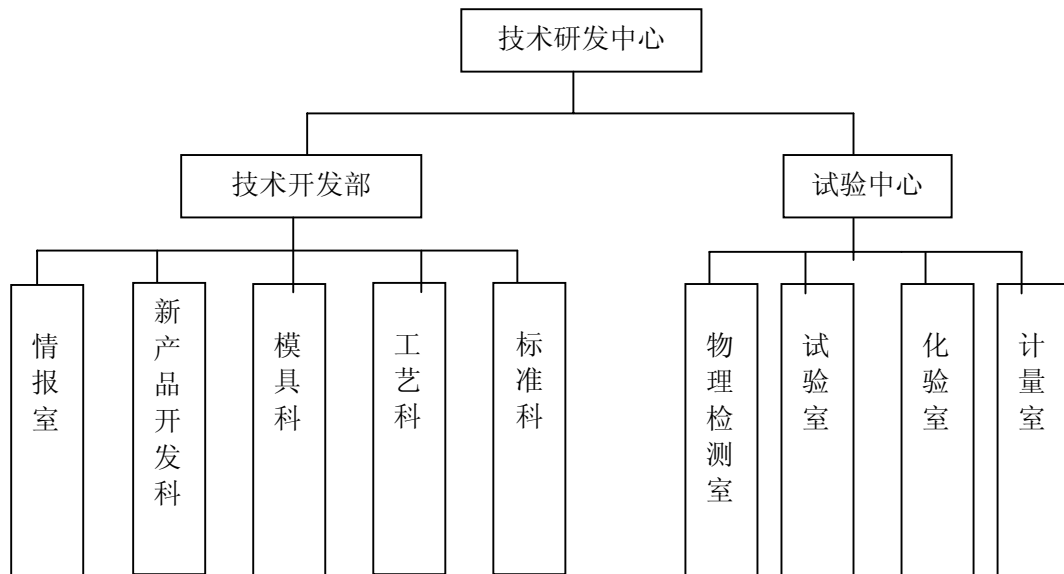 技术研发中心
技术开发部
试验中心
情报室
新产品开发科
模具科
工艺科
标准科
物理检测室
试验室
化验室
计量室